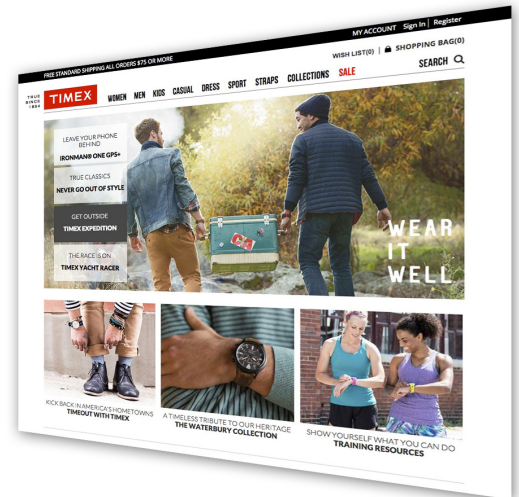 FREE STANDARD SHIPPING ALL ORDERS $75 OR MORE
MY ACCOUNT Sign In | Register
WISH LIST(0) | SHOPPING BAG(0)
TRUE
SINCE
1854
TIMEX
WOMEN MEN KIDS CASUAL DRESS SPORT STRAPS COLLECTIONS SALE
SEARCH
LEAVE YOUR PHONE
BEHIND
IRONMAN® ONE GPS+
TRUE CLASSICS
NEVER GO OUT OF STYLE
GET OUTSIDE
TIMEX EXPEDITION
THE RACE IS ON
TIMEX YACHT RACER
WEAR
IT
WELL
KICK BACK IN AMERICA'S HOMETOWNS
TIMEOUT WITH TIMEX
A TIMELESS TRIBUTE TO OUR HERITAGE
THE WATERBURY COLLECTION
SHOW YOURSELF WHAT YOU CAN DO
TRAINING RESOURCES